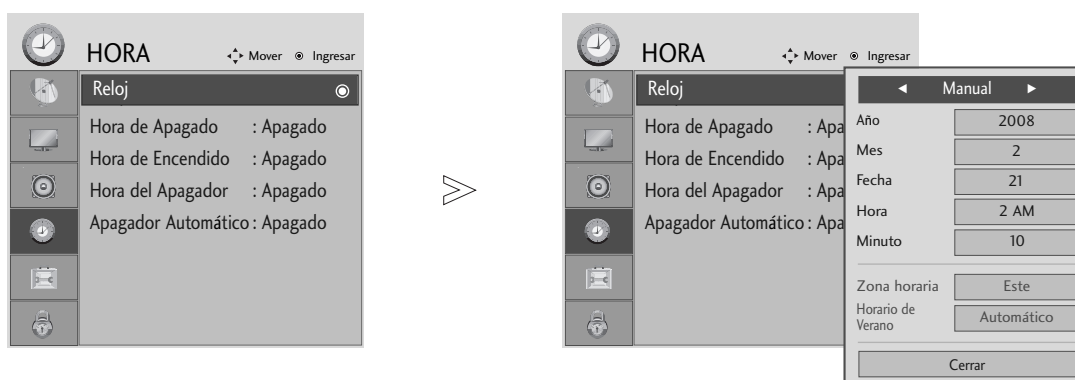 HORA
Mover Ingresar
Reloj
Hora de Apagado : Apagado
Hora de Encendido : Apagado
Hora del Apagador : Apagado
Apagador Automático : Apagado
HORA
Mover Ingresar
Reloj
Hora de Apagado : Apa
Hora de Encendido : Apa
Hora del Apagador : Apa
Apagador Automático : Apa
◄ Manual ►
Año 2008
Mes 2
Fecha 21
Hora 2 AM
Minuto 10
Zona horaria Este
Horario de
Verano Automático
Cerrar